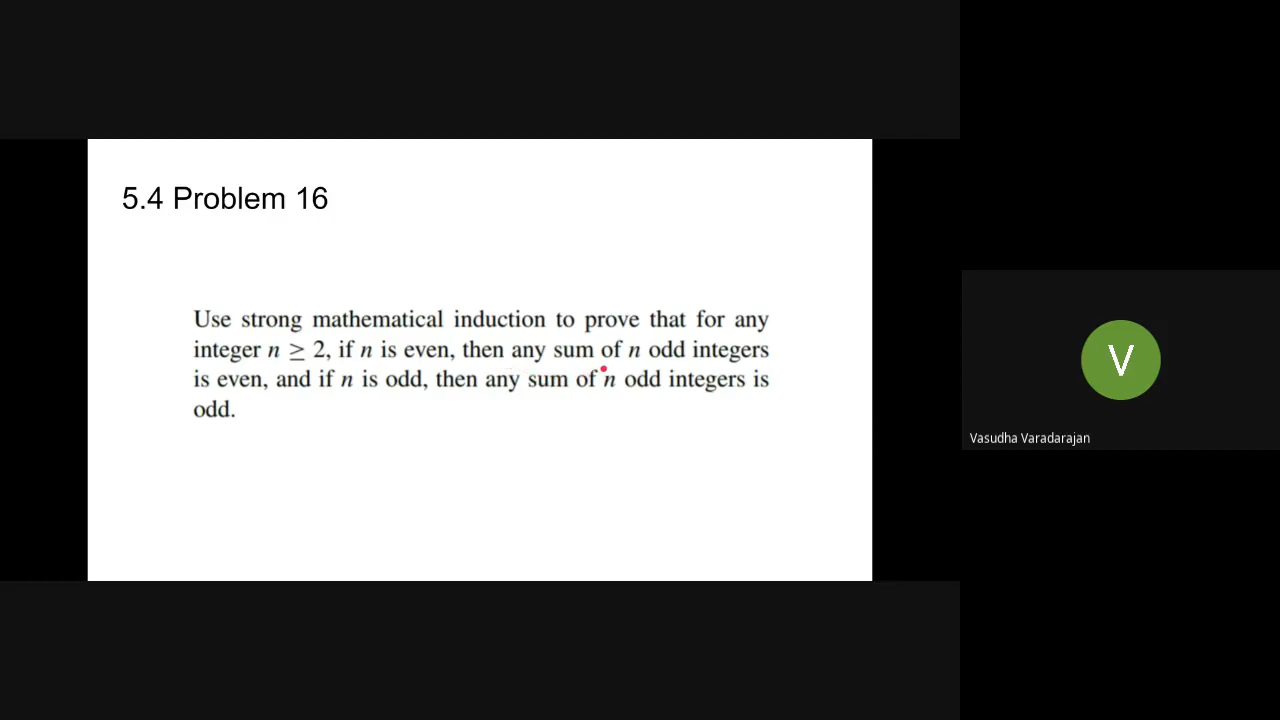 5.4 Problem 16
Use strong mathematical induction to prove that for any
integer n ≥ 2, if n is even, then any sum of n odd integers
is even, and if n is odd, then any sum of n odd integers is
odd.
V
Vasudha Varadarajan